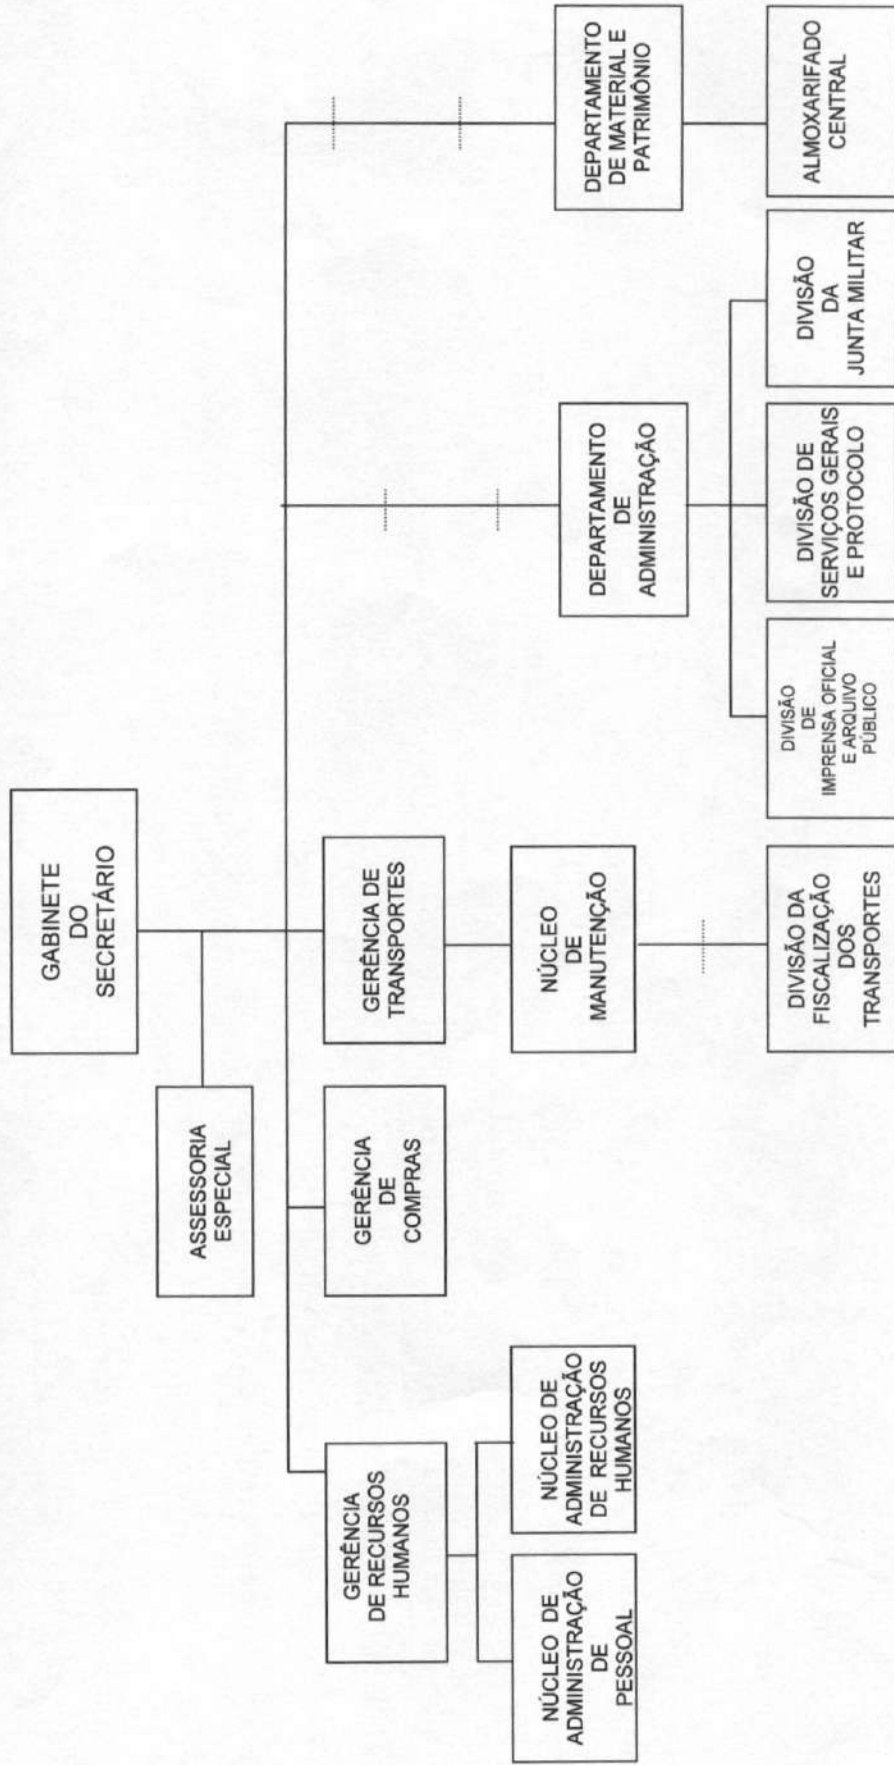 GABINETE
DO
SECRETÁRIO
ASSESSORIA
ESPECIAL
GERÊNCIA
DE RECURSOS
HUMANOS
GERÊNCIA
DE
COMPRAS
GERÊNCIA DE
TRANSPORTES
NÚCLEO DE
ADMINISTRAÇÃO
DE
PESSOAL
NÚCLEO DE
ADMINISTRAÇÃO
DE RECURSOS
HUMANOS
NÚCLEO
DE
MANUTENÇÃO
DEPARTAMENTO
DE
ADMINISTRAÇÃO
DEPARTAMENTO
DE MATERIAL E
PATRIMÔNIO
DIVISÃO DA
FISCALIZAÇÃO
DOS
TRANSPORTES
DIVISÃO
DE
IMPRENSA OFICIAL
E ARQUIVO
PÚBLICO
DIVISÃO DE
SERVIÇOS GERAIS
E PROTOCOLO
DIVISÃO
DA
JUNTA MILITAR
ALMOXARIFADO
CENTRAL